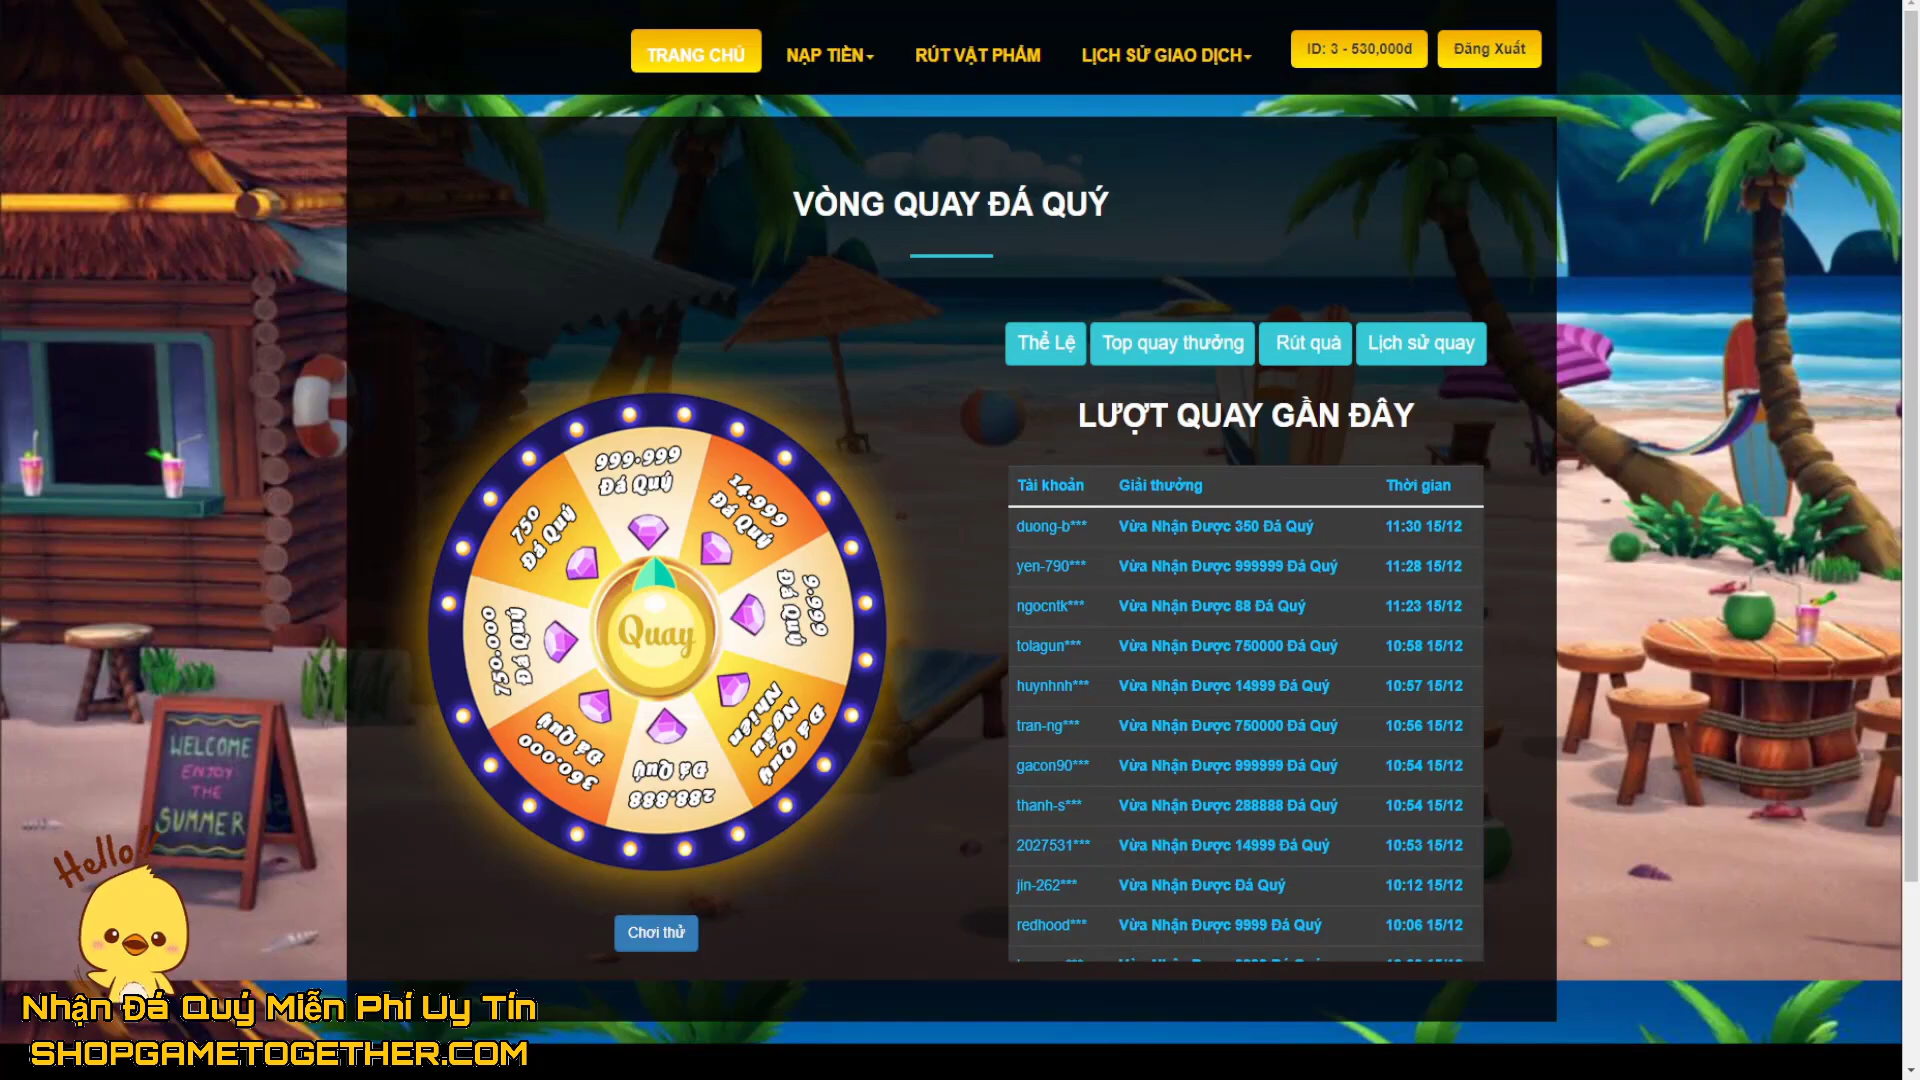 TRANG CHỦ
NẠP TIỀN
RÚT VẬT PHẨM
LỊCH SỬ GIAO DỊCH
ID: 3 - 530,000đ
Đăng Xuất
VÒNG QUAY ĐÁ QUÝ
Thể Lệ
Top quay thưởng
Rút quà
Lịch sử quay
LƯỢT QUAY GẦN ĐÂY
Tài khoản Giải thưởng Thời gian
duong-b*** Vừa Nhận Được 350 Đá Quý 11:30 15/12
yen-790*** Vừa Nhận Được 999999 Đá Quý 11:28 15/12
ngocntk*** Vừa Nhận Được 88 Đá Quý 11:23 15/12
tolagun*** Vừa Nhận Được 750000 Đá Quý 10:58 15/12
huynhnh*** Vừa Nhận Được 14999 Đá Quý 10:57 15/12
tran-ng*** Vừa Nhận Được 750000 Đá Quý 10:56 15/12
gacon90*** Vừa Nhận Được 999999 Đá Quý 10:54 15/12
thanh-s*** Vừa Nhận Được 288888 Đá Quý 10:54 15/12
2027531*** Vừa Nhận Được 14999 Đá Quý 10:53 15/12
jin-262*** Vừa Nhận Được Đá Quý 10:12 15/12
redhood*** Vừa Nhận Được 9999 Đá Quý 10:06 15/12
999.999
Đá Quý
14.999
Đá Quý
9.999
Đá Quý
Đá Quý
Ngẫu
Nhiên
288.888
Đá Quý
360.000
Đá Quý
750.000
Đá Quý
750
Đá Quý
Quay
Chơi thử
WELCOME
ENJOY
THE
SUMMER
Hello!
Nhận Đá Quý Miễn Phí Uy Tín
SHOPGAMETOGETHER.COM